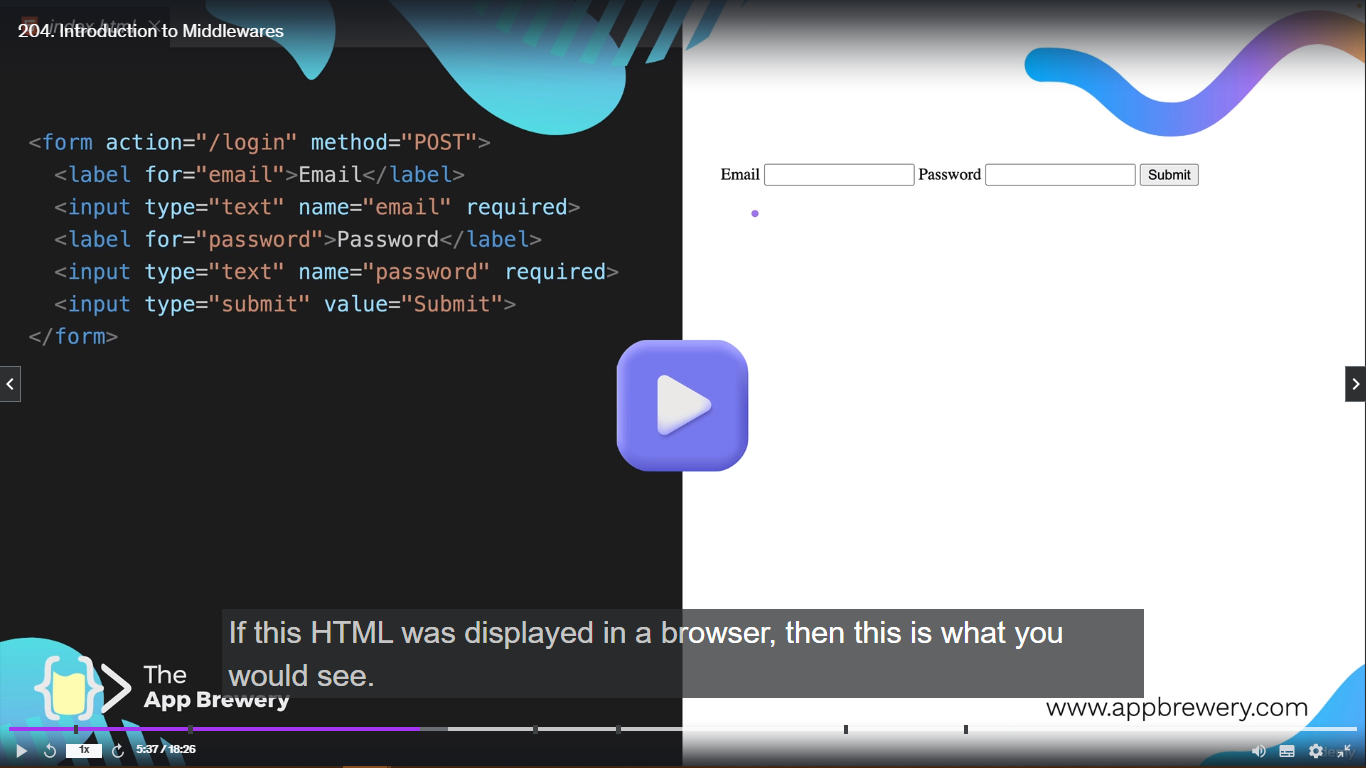 204. Introduction to Middlewares
index.html
<form action="/login" method="POST">
<label for="email">Email</label>
<input type="text" name="email" required>
<label for="password">Password</label>
<input type="text" name="password" required>
<input type="submit" value="Submit">
</form>
Email Password Submit
If this HTML was displayed in a browser, then this is what you
would see.
The
App Brewery
www.appbrewery.com
1x 5:37 / 18:26